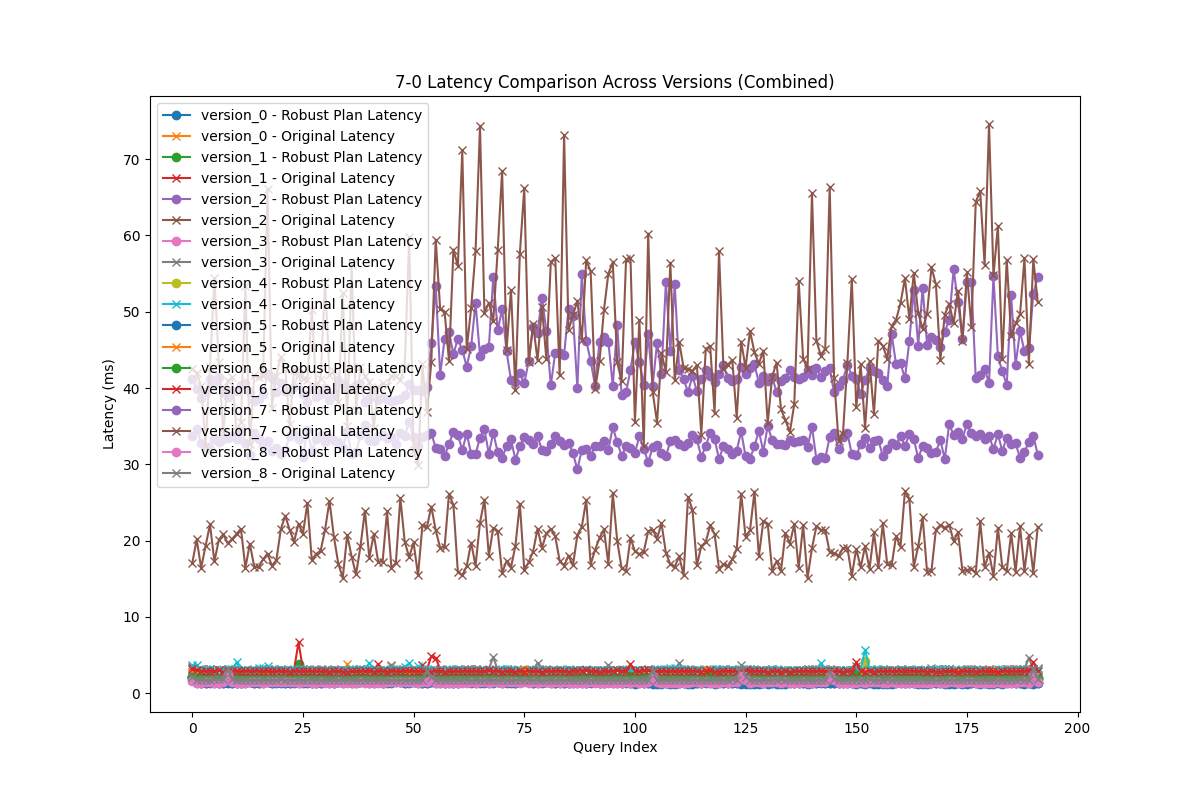 7-0 Latency Comparison Across Versions (Combined)
version_0 - Robust Plan Latency
version_0 - Original Latency
version_1 - Robust Plan Latency
version_1 - Original Latency
version_2 - Robust Plan Latency
version_2 - Original Latency
version_3 - Robust Plan Latency
version_3 - Original Latency
version_4 - Robust Plan Latency
version_4 - Original Latency
version_5 - Robust Plan Latency
version_5 - Original Latency
version_6 - Robust Plan Latency
version_6 - Original Latency
version_7 - Robust Plan Latency
version_7 - Original Latency
version_8 - Robust Plan Latency
version_8 - Original Latency
Latency (ms)
70
60
50
40
30
20
10
0
0 25 50 75 100 125 150 175 200
Query Index